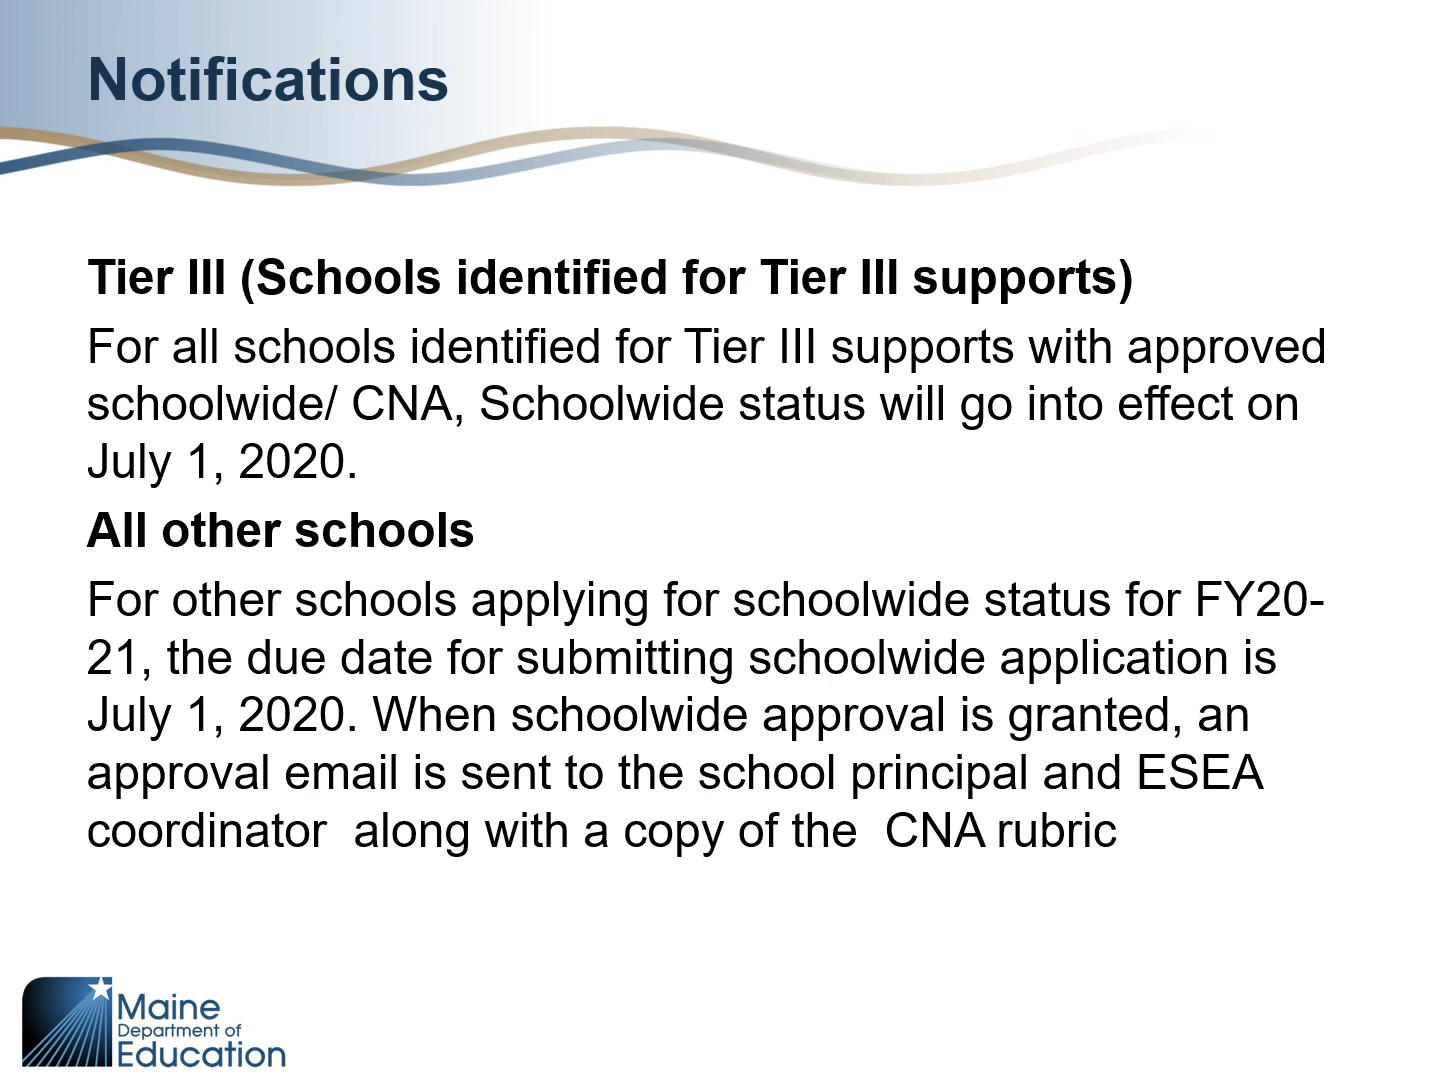 Notifications
Tier III (Schools identified for Tier III supports)
For all schools identified for Tier III supports with approved
schoolwide/ CNA, Schoolwide status will go into effect on
July 1, 2020.
All other schools
For other schools applying for schoolwide status for FY20-
21, the due date for submitting schoolwide application is
July 1, 2020. When schoolwide approval is granted, an
approval email is sent to the school principal and ESEA
coordinator  along with a copy of the  CNA rubric
Maine
Department of
Education